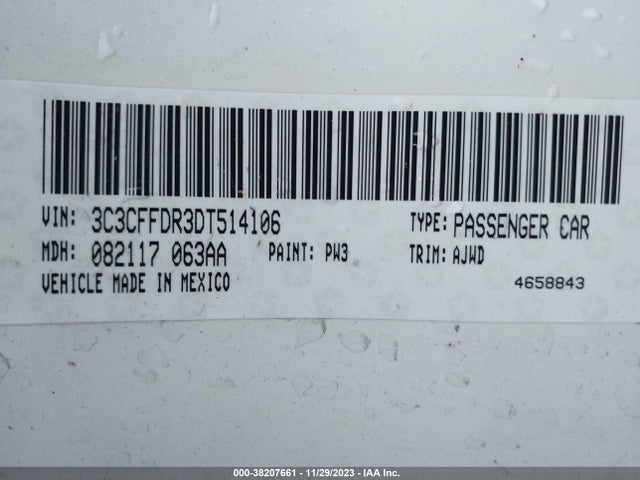 VIN: 3C3CFFDR3DT514106 TYPE: PASSENGER CAR
MDH: 082117 063AA PAINT: PW3 TRIM: AJWD
VEHICLE MADE IN MEXICO 4658843
000-38207661 - 11/29/2023 - IAA Inc.